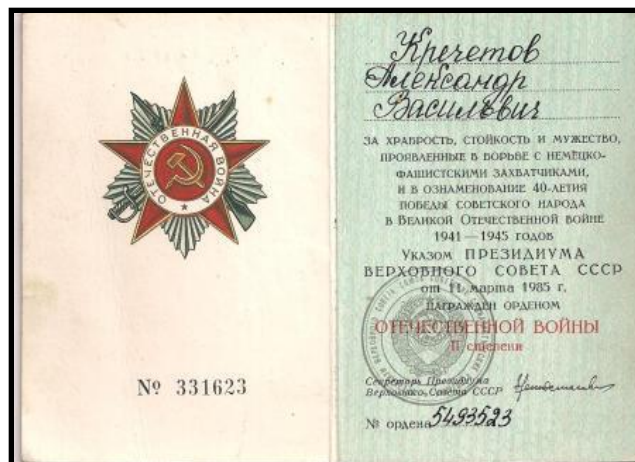 ОТЕЧЕСТВЕННАЯ ВОЙНА
№ 331623
Кречетов
Александр
Васильевич
ЗА ХРАБРОСТЬ, СТОЙКОСТЬ И МУЖЕСТВО,
ПРОЯВЛЕННЫЕ В БОРЬБЕ С НЕМЕЦКО-
ФАШИСТСКИМИ ЗАХВАТЧИКАМИ,
И В ОЗНАМЕНОВАНИЕ 40-ЛЕТИЯ
ПОБЕДЫ СОВЕТСКОГО НАРОДА
В ВЕЛИКОЙ ОТЕЧЕСТВЕННОЙ ВОЙНЕ
1941—1945 ГОДОВ
УКАЗОМ ПРЕЗИДИУМА
ВЕРХОВНОГО СОВЕТА СССР
от 11 марта 1985 г.
НАГРАЖДЕН ОРДЕНОМ
ОТЕЧЕСТВЕННОЙ ВОЙНЫ
II степени
Секретарь Президиума
Верховного Совета СССР
№ ордена 5493523